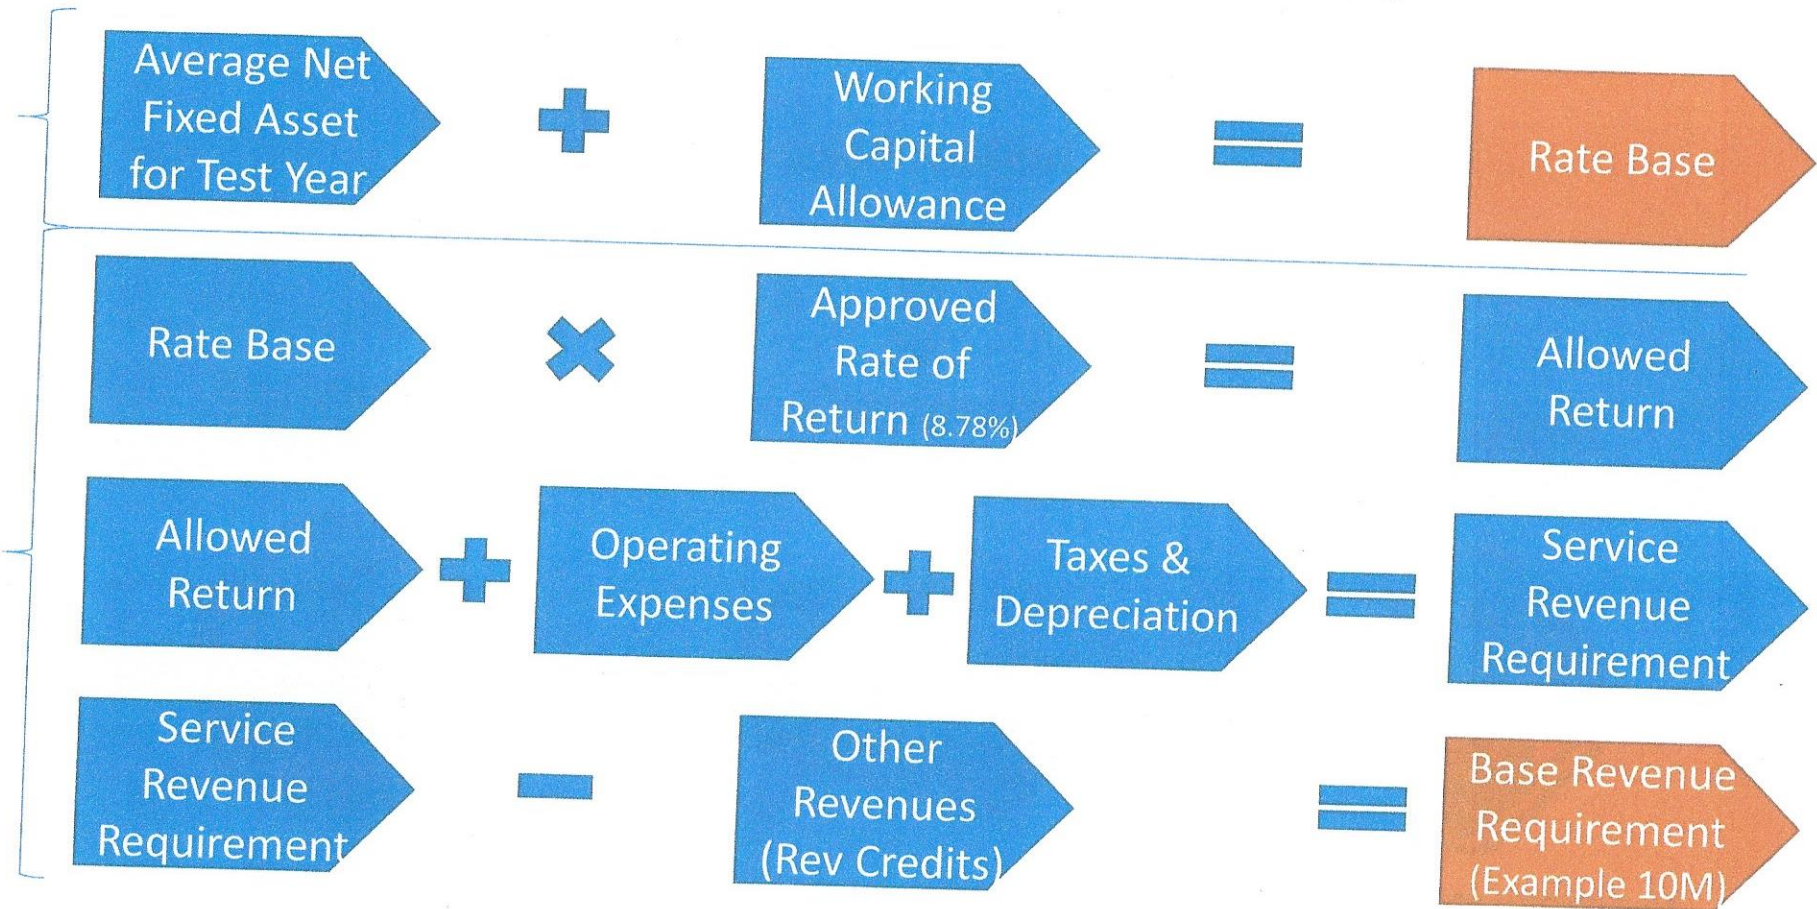 Average Net
Fixed Asset
for Test Year
+
Working
Capital
Allowance
=
Rate Base
Rate Base
×
Approved
Rate of
Return (8.78%)
=
Allowed
Return
Allowed
Return
+
Operating
Expenses
+
Taxes &
Depreciation
=
Service
Revenue
Requirement
Service
Revenue
Requirement
-
Other
Revenues
(Rev Credits)
=
Base Revenue
Requirement
(Example 10M)